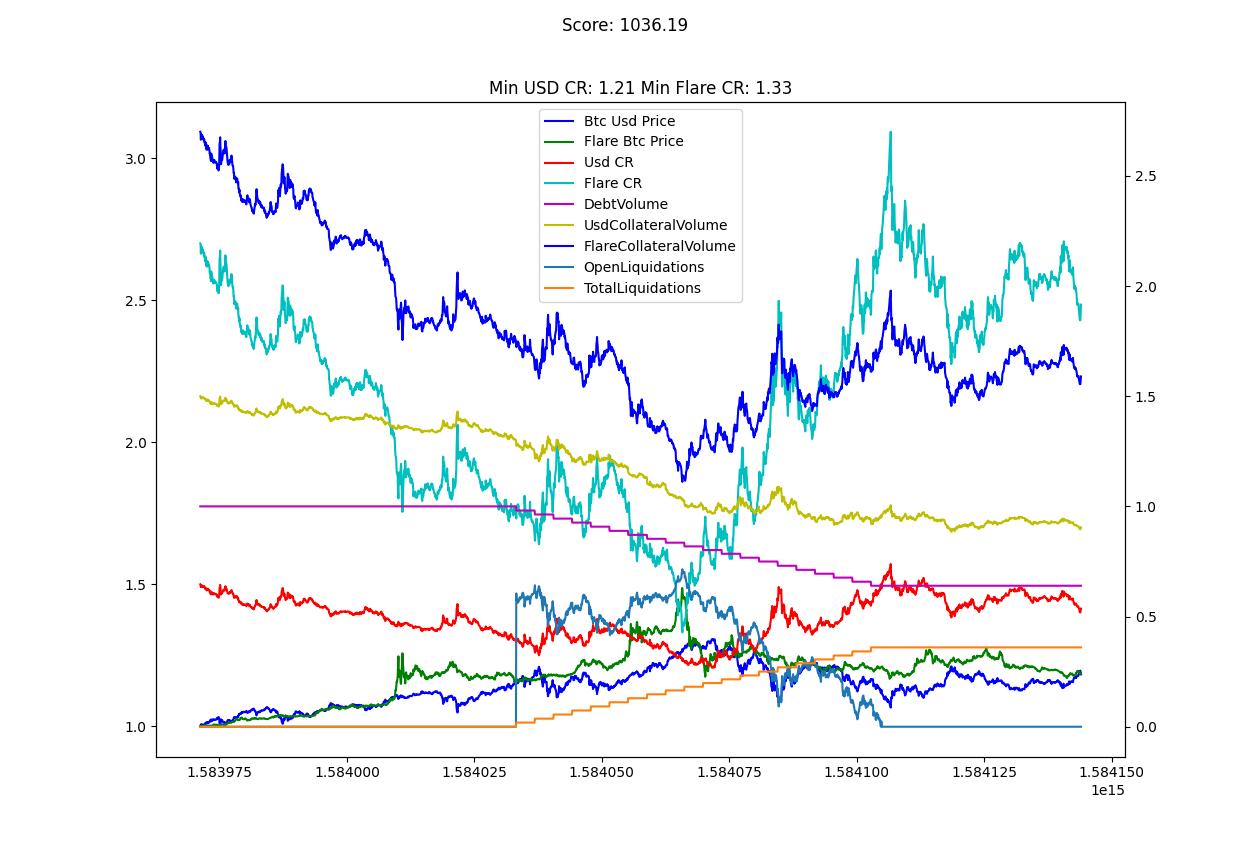 Score: 1036.19
Min USD CR: 1.21 Min Flare CR: 1.33
Btc Usd Price
Flare Btc Price
Usd CR
Flare CR
DebtVolume
UsdCollateralVolume
FlareCollateralVolume
OpenLiquidations
TotalLiquidations
3.0
2.5
2.0
1.5
1.0
2.5
2.0
1.5
1.0
0.5
0.0
1.583975 1.584000 1.584025 1.584050 1.584075 1.584100 1.584125 1.584150
1e15